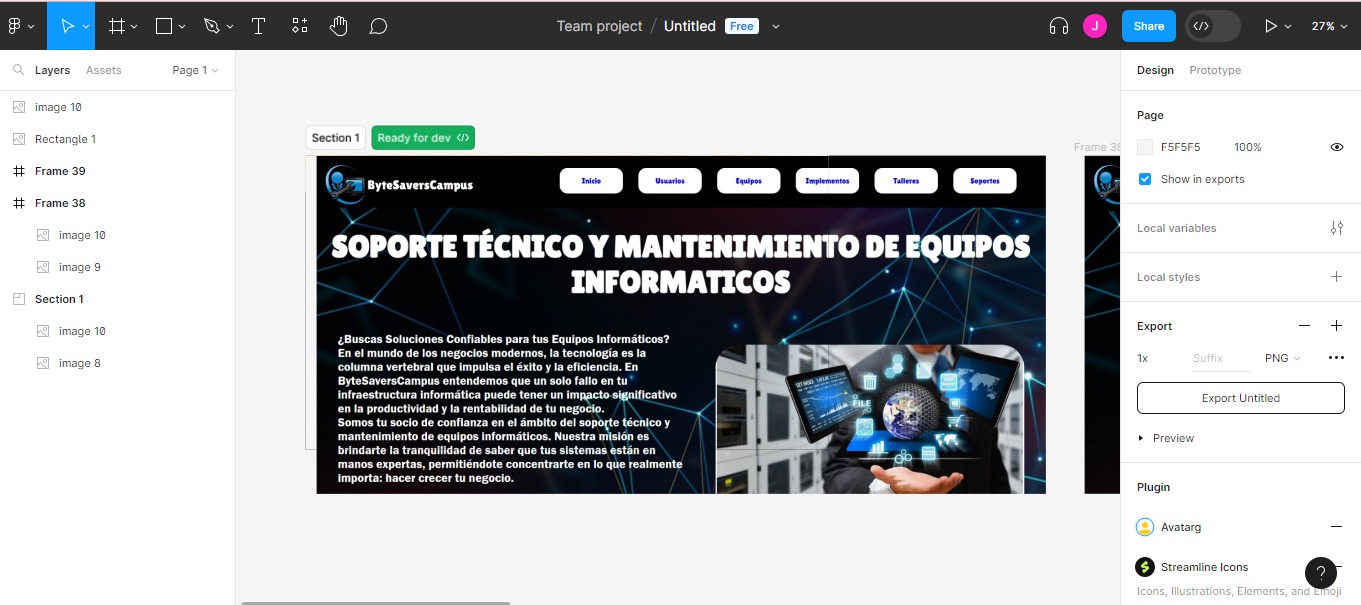 Team project / Untitled Free
J
Share
27%
Layers
Assets
Page 1
image 10
Rectangle 1
Frame 39
Frame 38
image 10
image 9
Section 1
image 10
image 8
Section 1
Ready for dev
Frame 38
ByteSaversCampus
Inicio
Usuarios
Equipos
Implementos
Talleres
Soportes
SOPORTE TÉCNICO Y MANTENIMIENTO DE EQUIPOS
INFORMATICOS
¿Buscas Soluciones Confiables para tus Equipos Informáticos?
En el mundo de los negocios modernos, la tecnología es la
columna vertebral que impulsa el éxito y la eficiencia. En
ByteSaversCampus entendemos que un solo fallo en tu
infraestructura informática puede tener un impacto significativo
en la productividad y la rentabilidad de tu negocio.
Somos tu socio de confianza en el ámbito del soporte técnico y
mantenimiento de equipos informáticos. Nuestra misión es
brindarte la tranquilidad de saber que tus sistemas están en
manos expertas, permitiéndote concentrarte en lo que realmente
importa: hacer crecer tu negocio.
FILE
Design
Prototype
Page
F5F5F5
100%
Show in exports
Local variables
Local styles
Export
1x
Suffix
PNG
Export Untitled
Preview
Plugin
Avatarg
Streamline Icons
Icons, Illustrations, Elements, and Emoji
?